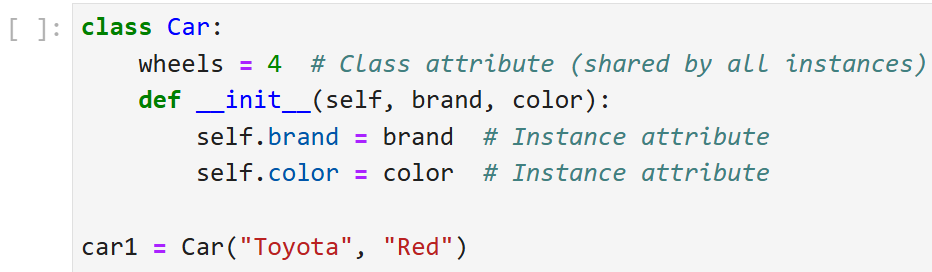 [ ]: class Car:
    wheels = 4  # Class attribute (shared by all instances)
    def __init__(self, brand, color):
        self.brand = brand  # Instance attribute
        self.color = color  # Instance attribute

car1 = Car("Toyota", "Red")